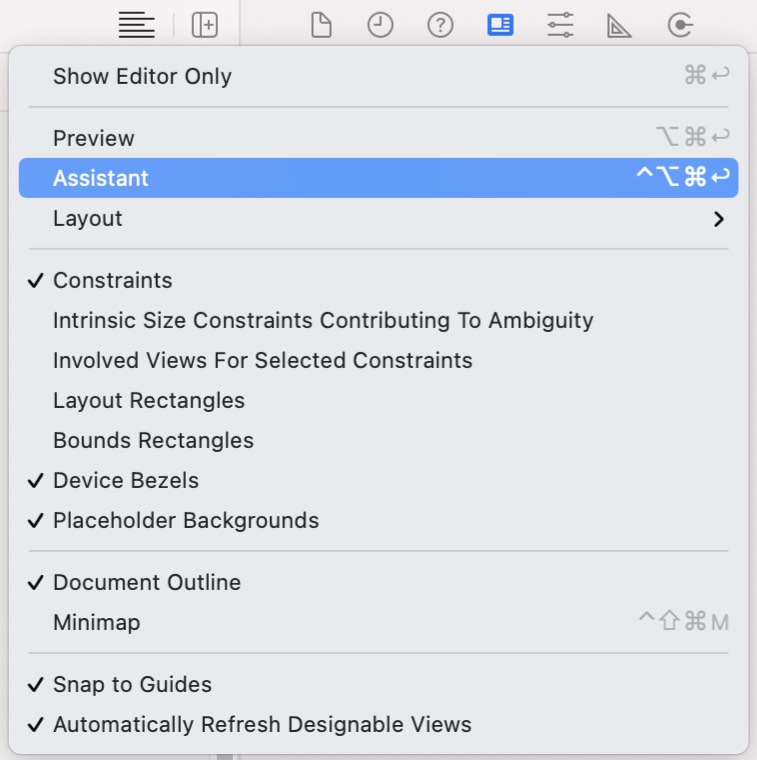 Show Editor Only ⌘↩
Preview ⌥⌘↩
Assistant ^⌥⌘↩
Layout
Constraints
Intrinsic Size Constraints Contributing To Ambiguity
Involved Views For Selected Constraints
Layout Rectangles
Bounds Rectangles
Device Bezels
Placeholder Backgrounds
Document Outline
Minimap ^⇧⌘M
Snap to Guides
Automatically Refresh Designable Views